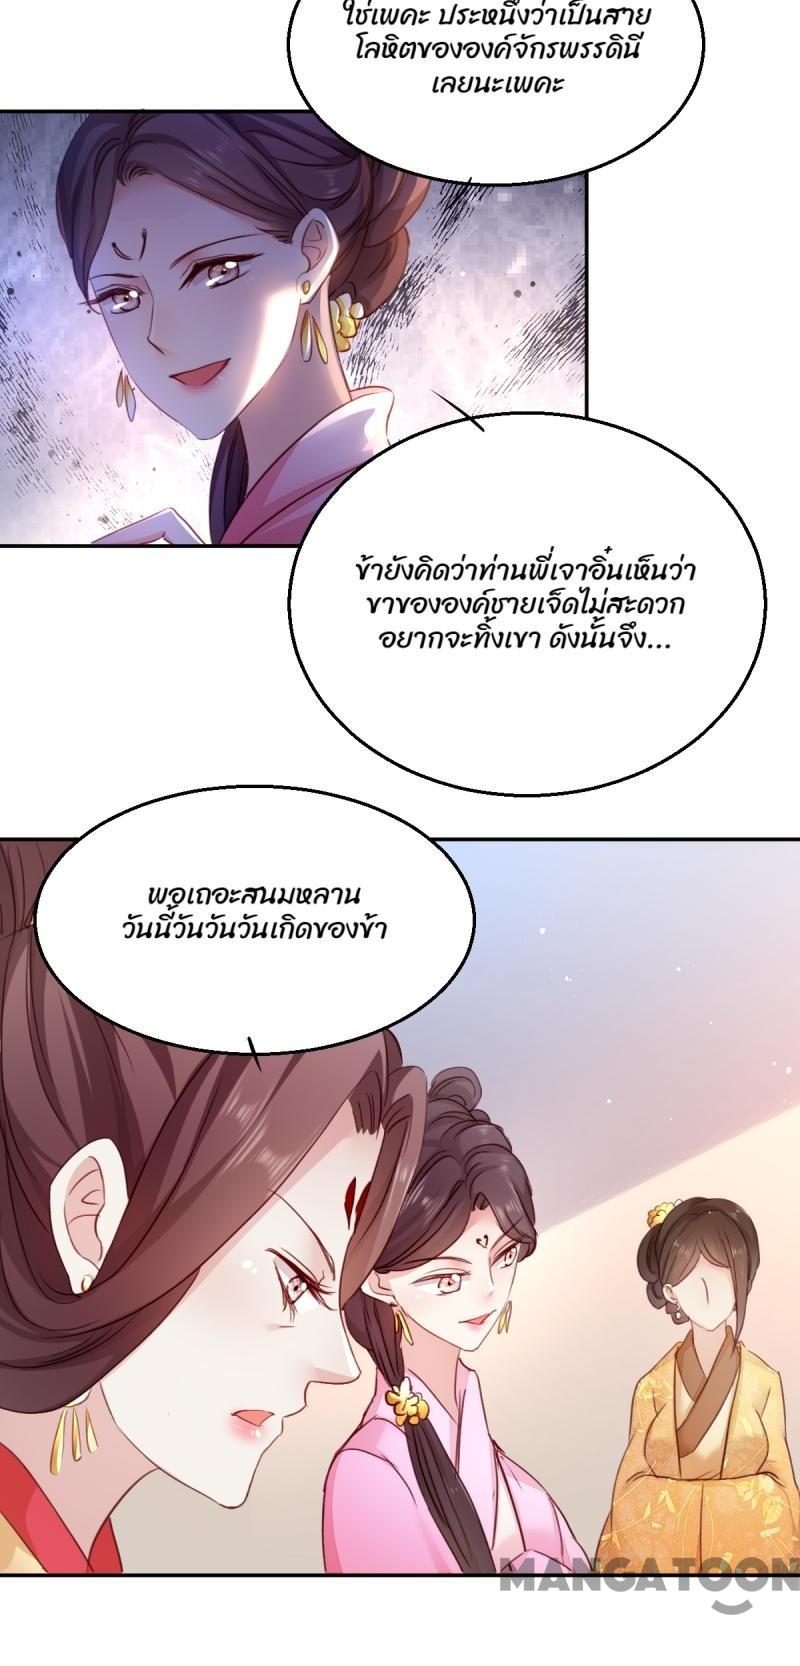 ใช่เพคะ ประหนึ่งว่าเป็นสาย
โลหิตขององค์จักรพรรดินี
เลยนะเพคะ
ข้ายังคิดว่าท่านพี่เจาอิ๋นเห็นว่า
ขาขององค์ชายเจ็ดไม่สะดวก
อยากจะทิ้งเขา ดังนั้นจึง...
พอเถอะสนมหลาน
วันนี้วันวันวันเกิดของข้า
MANGATOON